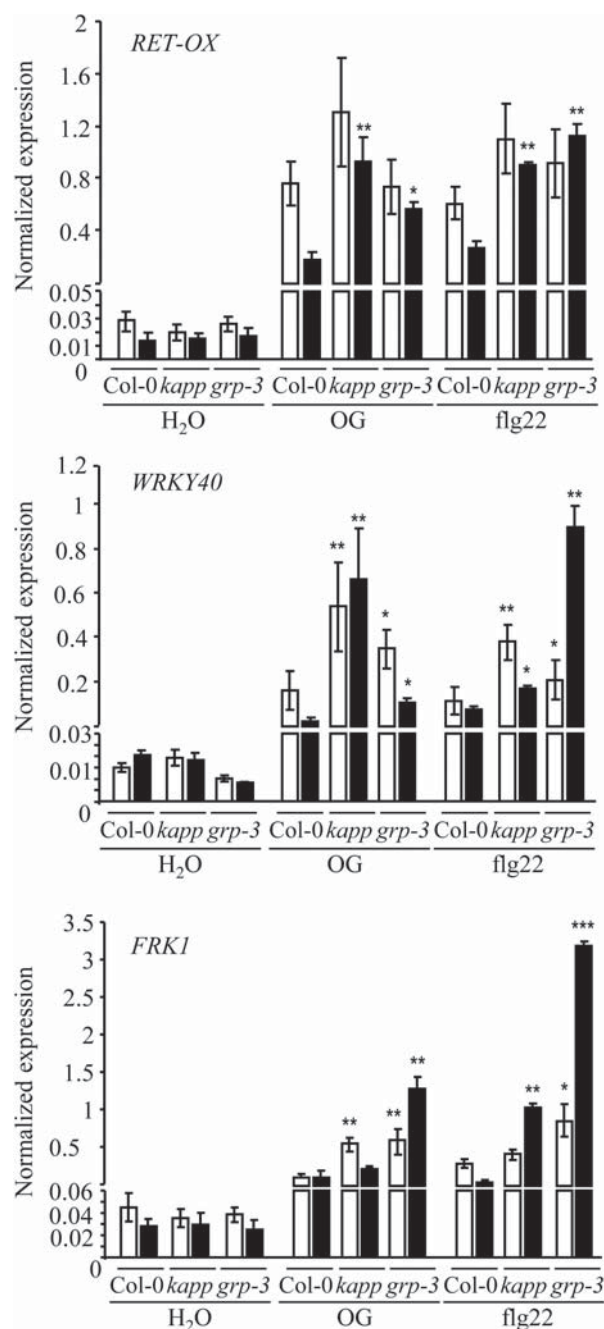 RET-OX
Normalized expression
2
1.6
1.2
0.8
0.4
0.05
0.03
0.01
0
** * ** **
Col-0 kapp grp-3 Col-0 kapp grp-3 Col-0 kapp grp-3
H₂O OG flg22
WRKY40
Normalized expression
1.2
1
0.8
0.6
0.4
0.2
0.03
0.01
0
** ** * * ** * * **
Col-0 kapp grp-3 Col-0 kapp grp-3 Col-0 kapp grp-3
H₂O OG flg22
FRK1
Normalized expression
3.5
3
2.5
2
1.5
1
0.5
0.06
0.04
0.02
0
** ** ** ** * ***
Col-0 kapp grp-3 Col-0 kapp grp-3 Col-0 kapp grp-3
H₂O OG flg22